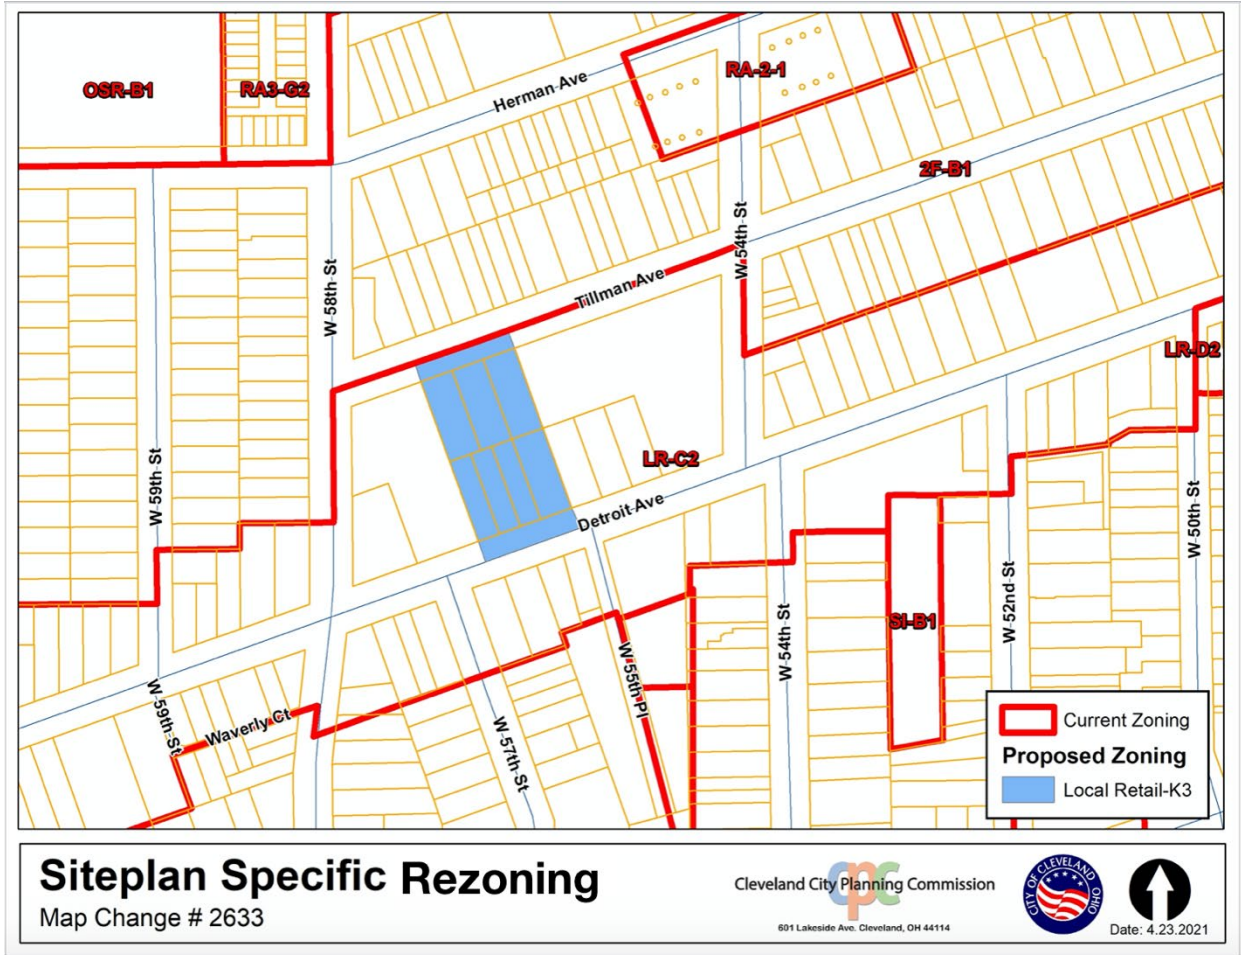 OSR-B1
RA3-G2
Herman Ave
RA-2-1
2F-B1
W 54th St
W 58th St
Tillman Ave
LR-D2
LR-C2
W 59th St
Detroit Ave
W 50th St
W 54th St
W 52nd St
SI-B1
W 55th Pl
W 59th St
Waverly Ct
W 57th St
Current Zoning
Proposed Zoning
Local Retail-K3
Siteplan Specific Rezoning
Map Change # 2633
cpc
Cleveland City Planning Commission
601 Lakeside Ave. Cleveland, OH 44114
CITY OF CLEVELAND OHIO
Date: 4.23.2021